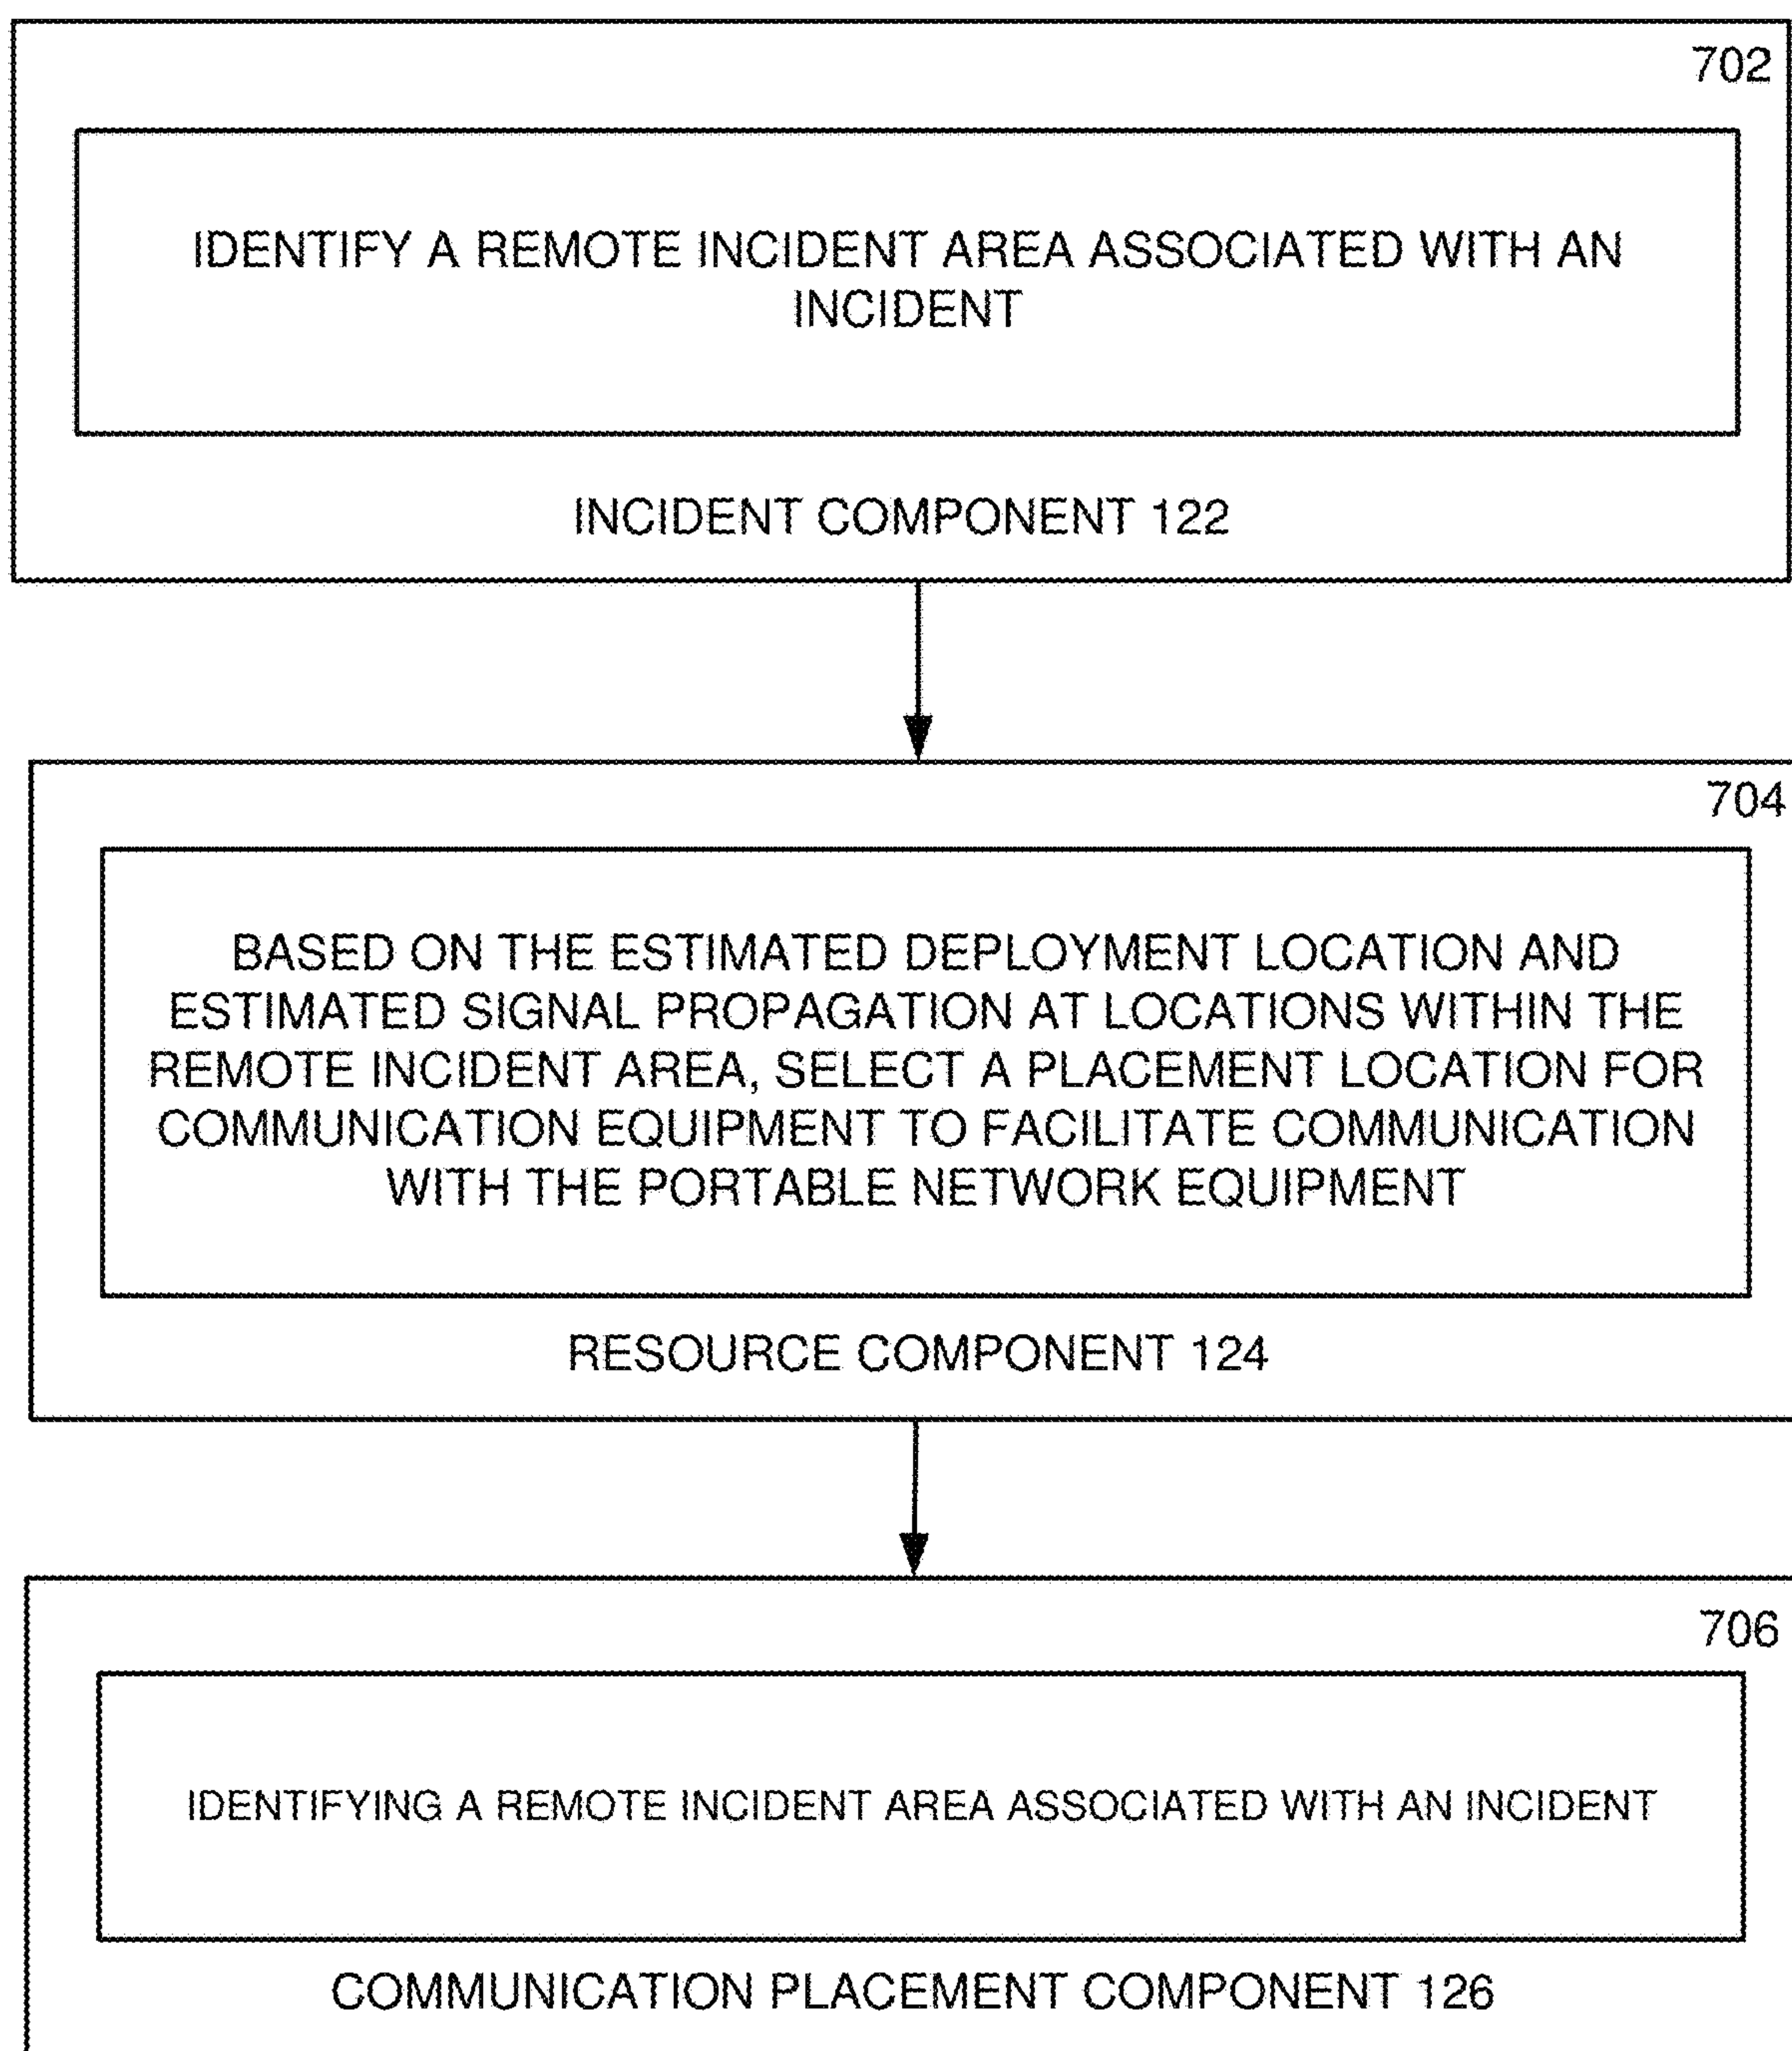 702
IDENTIFY A REMOTE INCIDENT AREA ASSOCIATED WITH AN
INCIDENT
INCIDENT COMPONENT 122
704
BASED ON THE ESTIMATED DEPLOYMENT LOCATION AND
ESTIMATED SIGNAL PROPAGATION AT LOCATIONS WITHIN THE
REMOTE INCIDENT AREA, SELECT A PLACEMENT LOCATION FOR
COMMUNICATION EQUIPMENT TO FACILITATE COMMUNICATION
WITH THE PORTABLE NETWORK EQUIPMENT
RESOURCE COMPONENT 124
706
IDENTIFYING A REMOTE INCIDENT AREA ASSOCIATED WITH AN INCIDENT
COMMUNICATION PLACEMENT COMPONENT 126